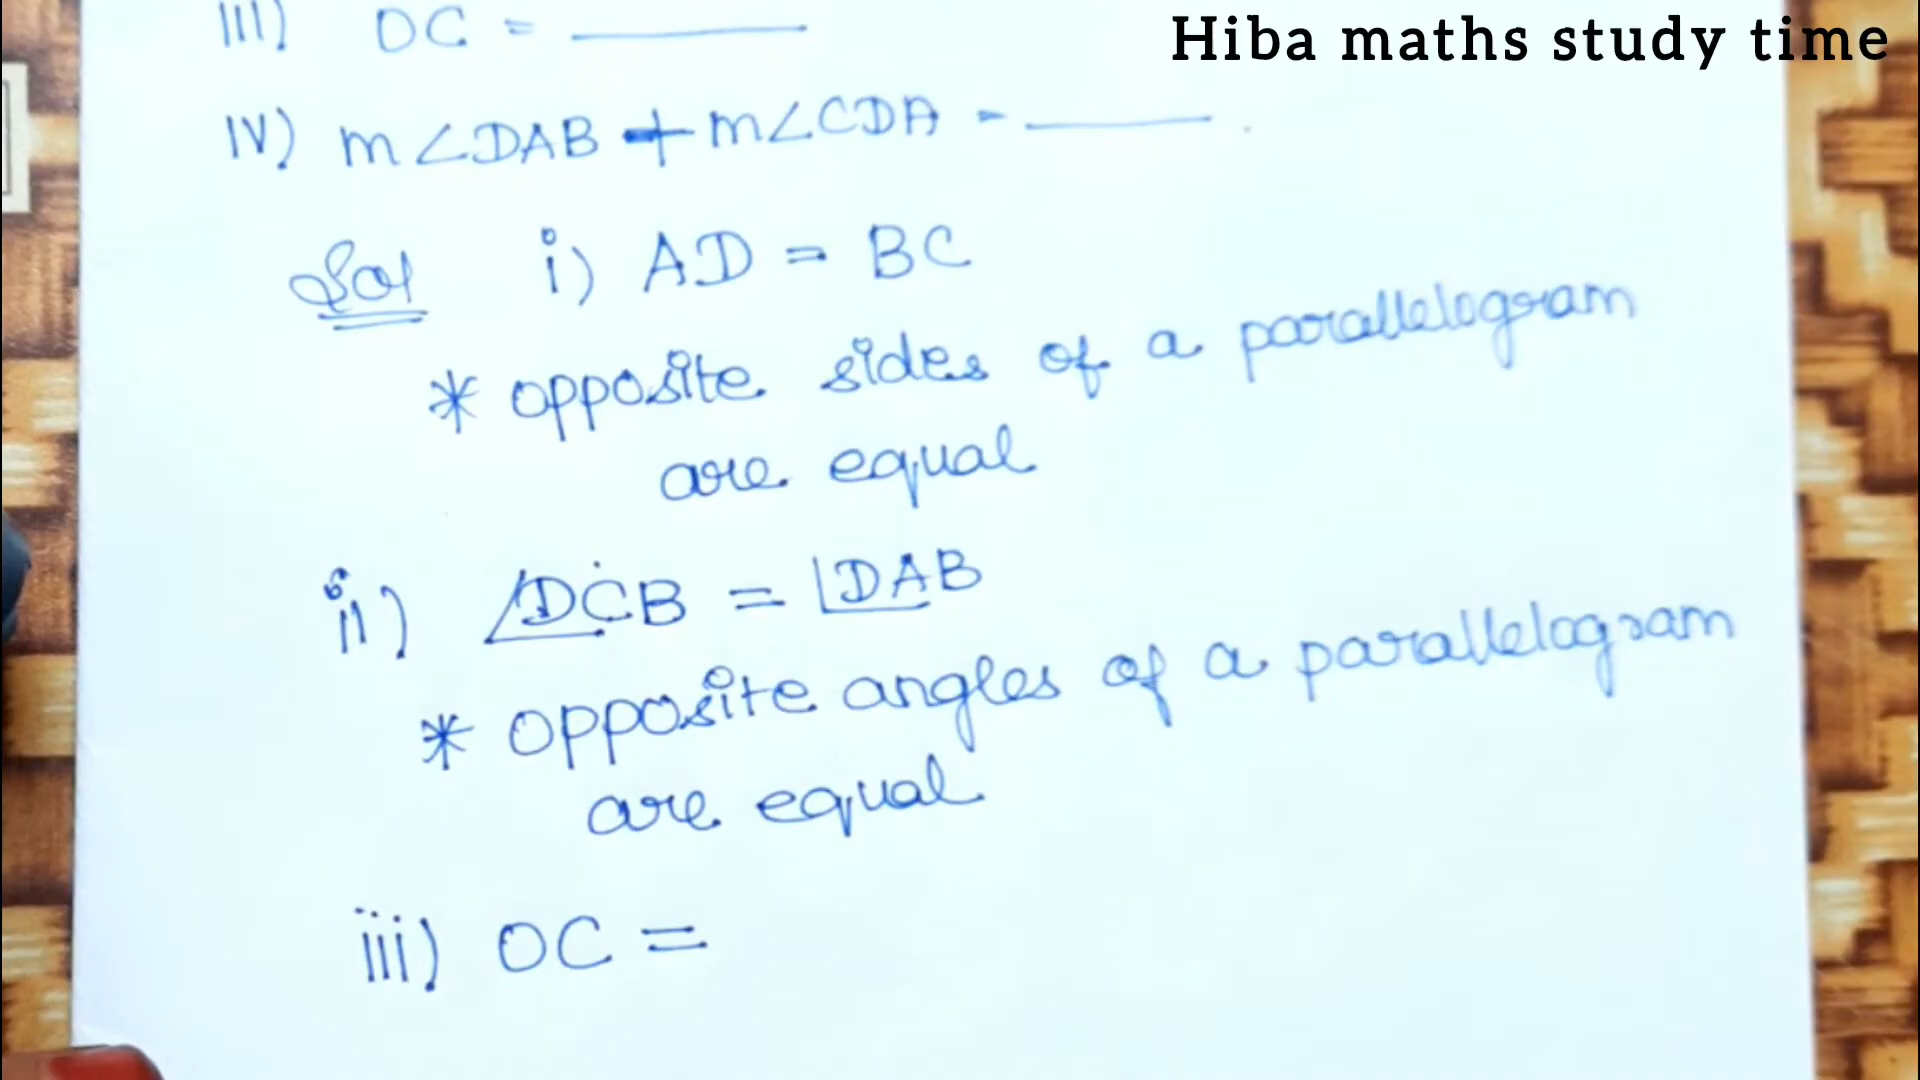 Hiba maths study time
III) OC = ______
IV) m∠DAB + m∠CDA - ______.
Sol i) AD = BC
* opposite sides of a parallelogram
are equal
ii) ∠DCB = ∠DAB
* opposite angles of a parallelogram
are equal
iii) OC =